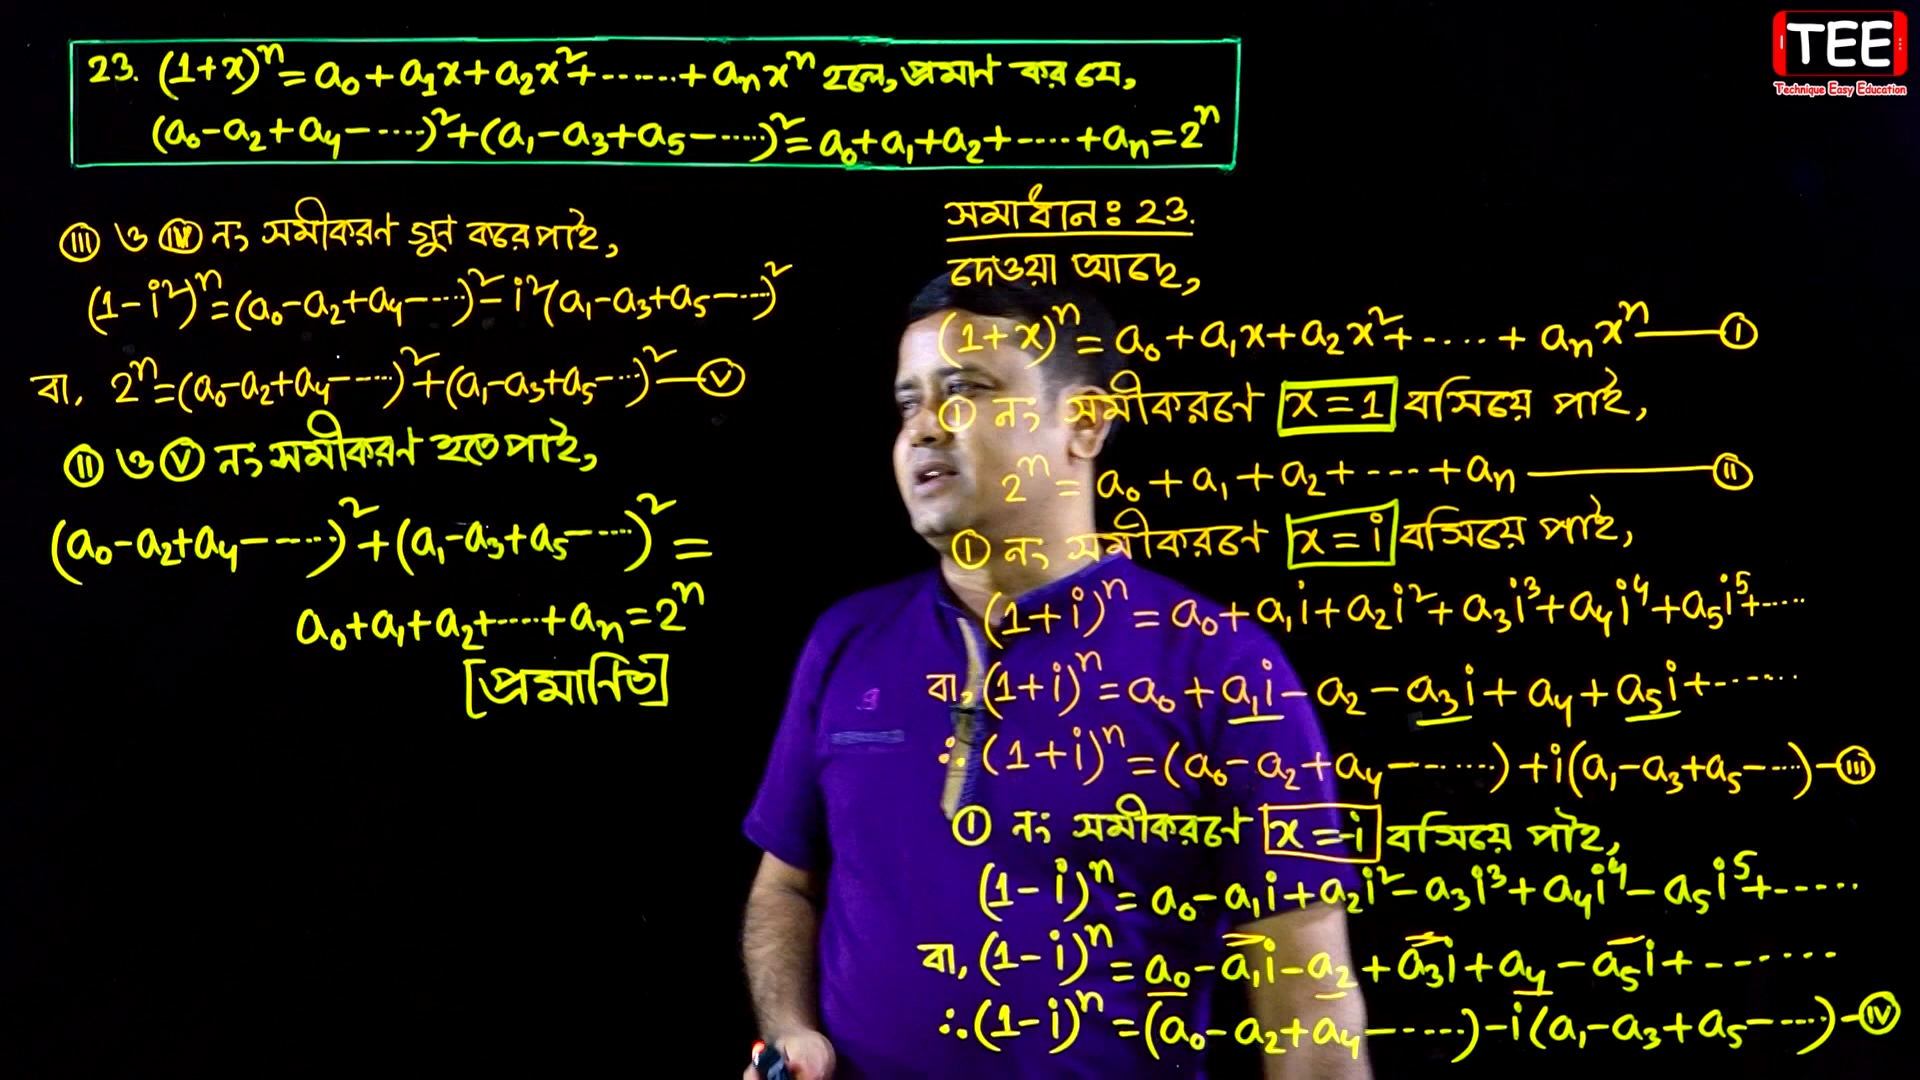 TEE
Technique Easy Education
23. (1+x)ⁿ = a₀ + a₁x + a₂x² + ...... + aₙxⁿ হলে, প্রমাণ কর যে,
(a₀ - a₂ + a₄ - .....)² + (a₁ - a₃ + a₅ - .....)² = a₀ + a₁ + a₂ + ..... + aₙ = 2ⁿ
সমাধান: 23.
দেওয়া আছে,
(1+x)ⁿ = a₀ + a₁x + a₂x² + ..... + aₙxⁿ —— (i)
(i) নং সমীকরণে x = 1 বসিয়ে পাই,
2ⁿ = a₀ + a₁ + a₂ + ..... + aₙ —— (ii)
(i) নং সমীকরণে x = i বসিয়ে পাই,
(1+i)ⁿ = a₀ + a₁i + a₂i² + a₃i³ + a₄i⁴ + a₅i⁵ + .....
বা, (1+i)ⁿ = a₀ + a₁i - a₂ - a₃i + a₄ + a₅i + ......
∴ (1+i)ⁿ = (a₀ - a₂ + a₄ - ......) + i(a₁ - a₃ + a₅ - ....) — (iii)
(i) নং সমীকরণে x = -i বসিয়ে পাই,
(1-i)ⁿ = a₀ - a₁i + a₂i² - a₃i³ + a₄i⁴ - a₅i⁵ + .....
বা, (1-i)ⁿ = a₀ - a₁i - a₂ + a₃i + a₄ - a₅i + .......
∴ (1-i)ⁿ = (a₀ - a₂ + a₄ - .....) - i(a₁ - a₃ + a₅ - ....) — (iv)
(iii) ও (iv) নং সমীকরণ গুন করে পাই,
(1-i²)ⁿ = (a₀ - a₂ + a₄ - ....)² - i²(a₁ - a₃ + a₅ - ....)²
বা, 2ⁿ = (a₀ - a₂ + a₄ - ....)² + (a₁ - a₃ + a₅ - ....)² — (v)
(ii) ও (v) নং সমীকরণ হতে পাই,
(a₀ - a₂ + a₄ - .....)² + (a₁ - a₃ + a₅ - ....)² =
a₀ + a₁ + a₂ + .... + aₙ = 2ⁿ
[প্রমানিত]